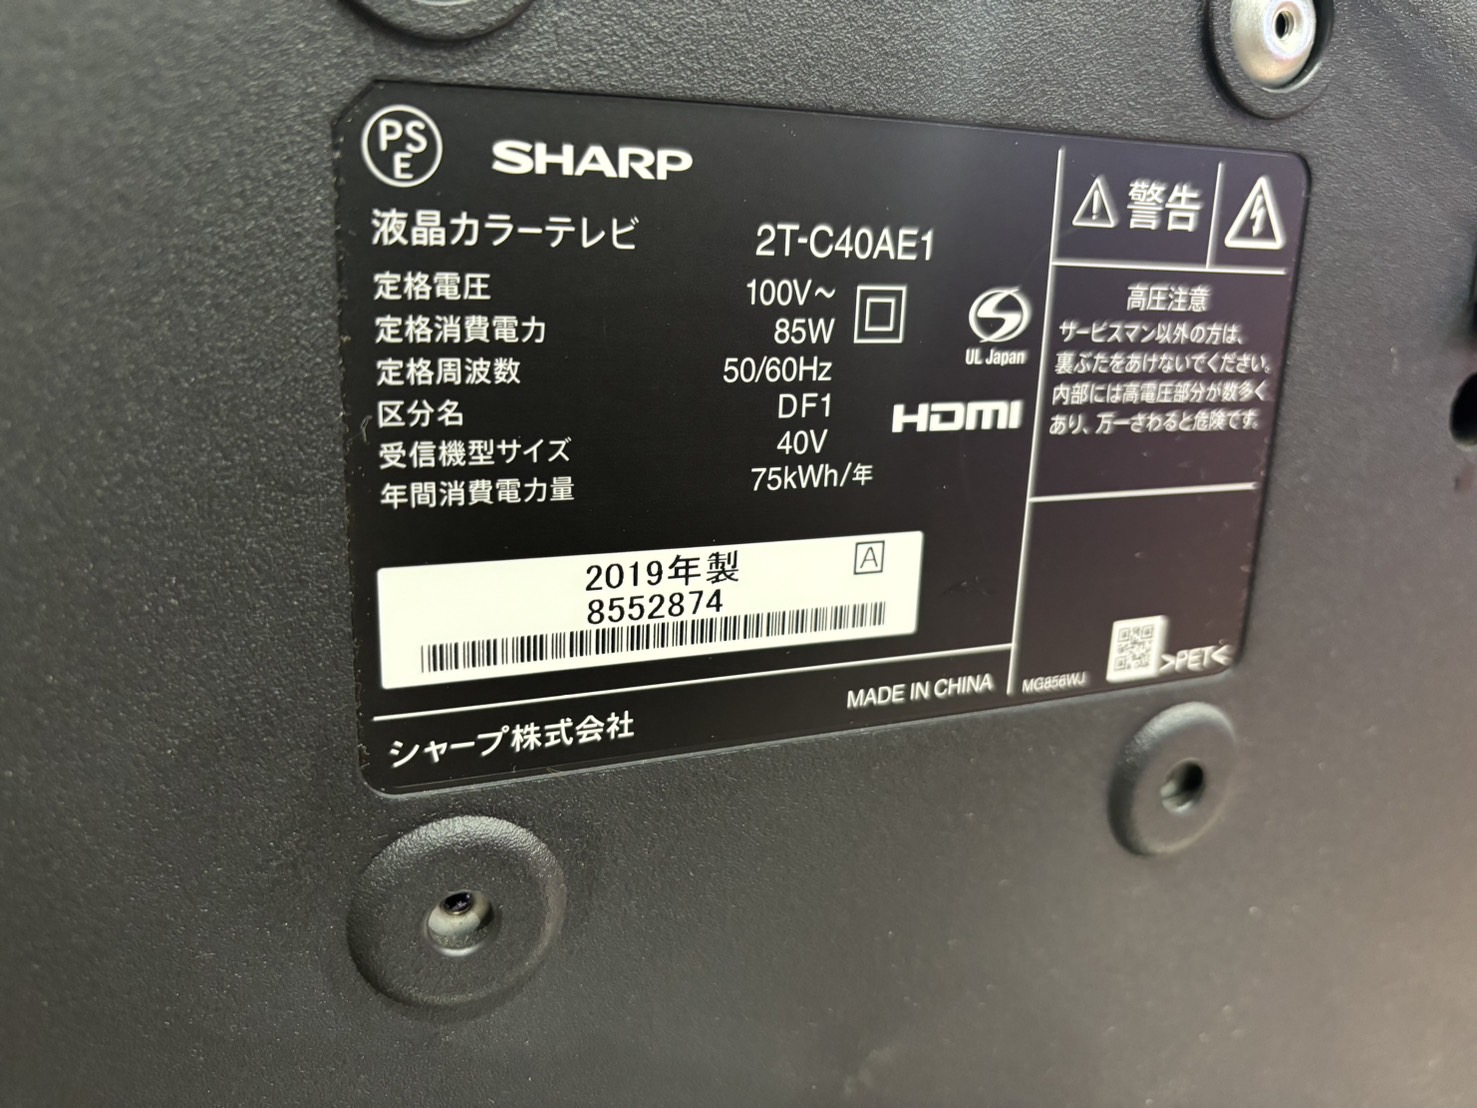 PS
E
SHARP
液晶カラーテレビ 2T-C40AE1
定格電圧 100V~
定格消費電力 85W
定格周波数 50/60Hz
区分名 DF1
受信機型サイズ 40V
年間消費電力量 75kWh/年
S
UL Japan
HDMI
2019年製 A
8552874
シャープ株式会社
MADE IN CHINA
警告
高圧注意
サービスマン以外の方は、
裏ぶたをあけないでください。
内部には高電圧部分が数多く
あり、万一さわると危険です。
MG856WJ
>PET<